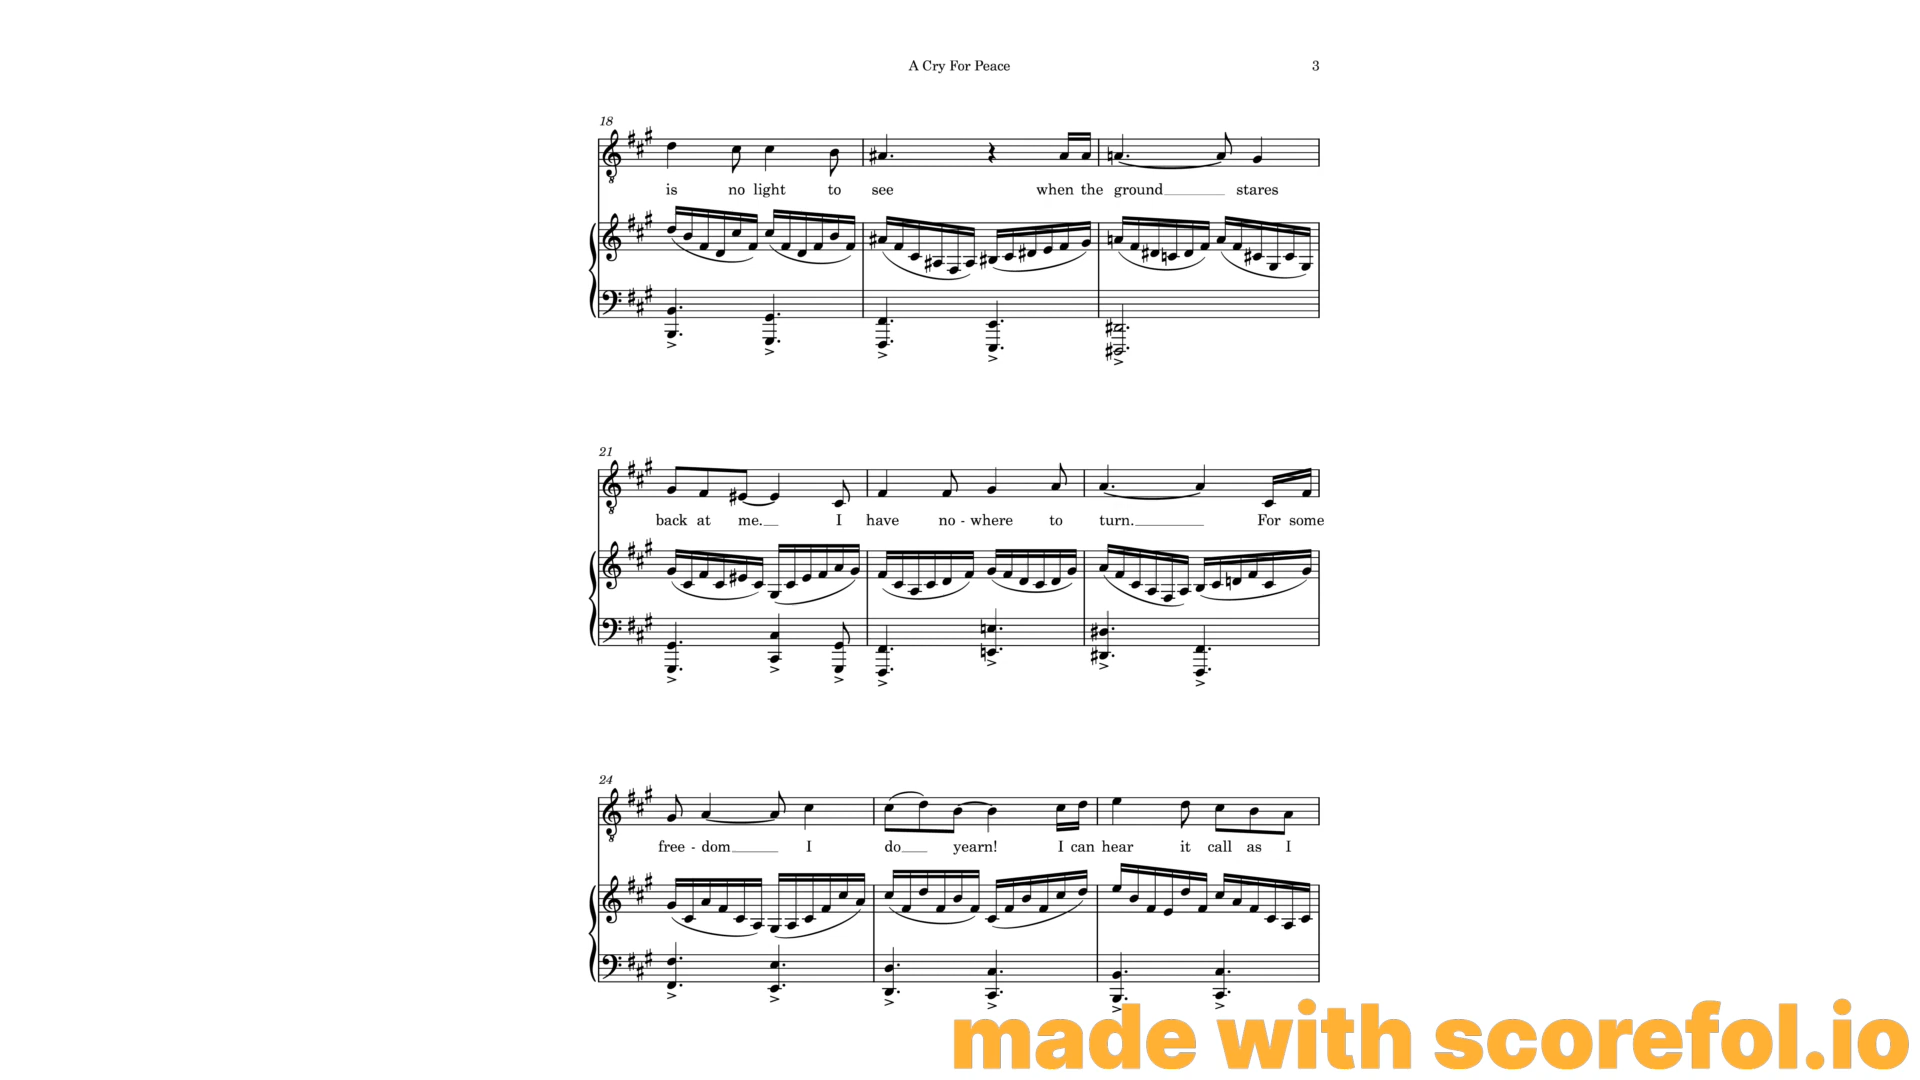 A Cry For Peace 3
18
is no light to see when the ground stares
21
back at me. I have no - where to turn. For some
24
free - dom I do yearn! I can hear it call as I
made with scorefol.io